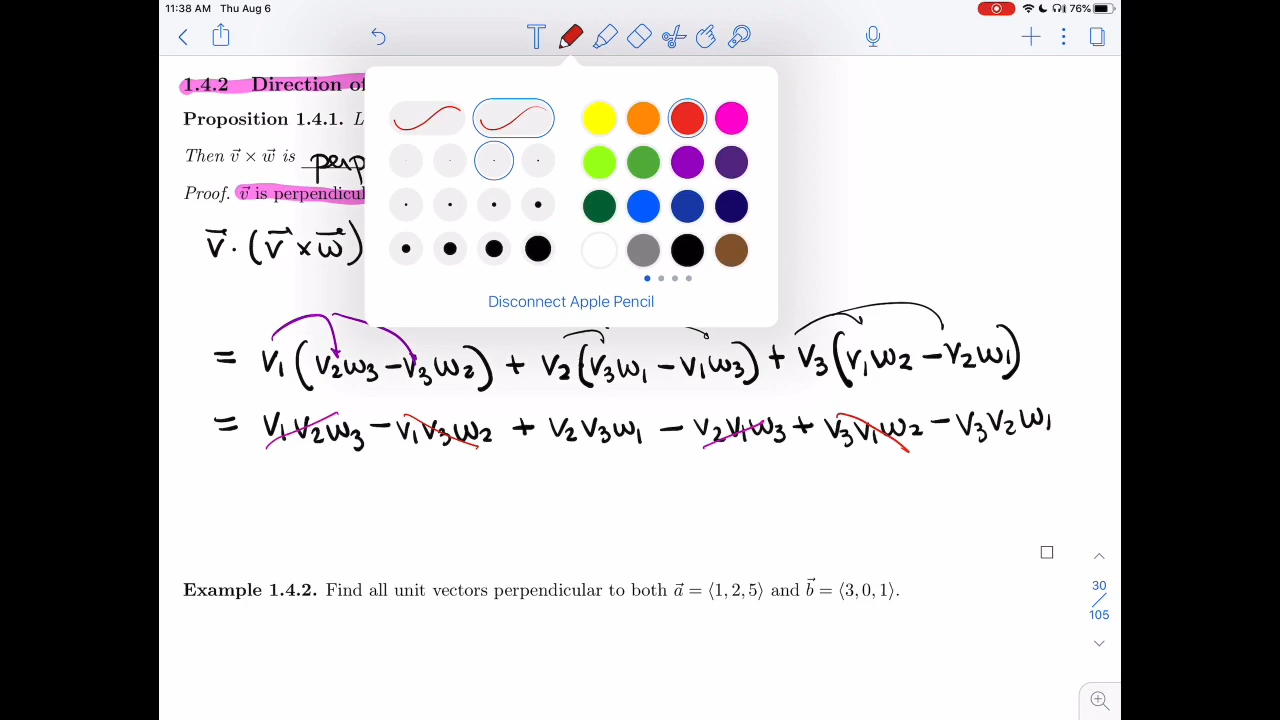 11:38 AM Thu Aug 6 76%
T
1.4.2 Direction of
Proposition 1.4.1. L
Then v⃗ × w⃗ is perp
Proof. v⃗ is perpendicul
v⃗ · (v⃗ × w⃗)
Disconnect Apple Pencil
= v₁(v₂w₃ − v₃w₂) + v₂(v₃w₁ − v₁w₃) + v₃(v₁w₂ − v₂w₁)
= v₁v₂w₃ − v₁v₃w₂ + v₂v₃w₁ − v₂v₁w₃ + v₃v₁w₂ − v₃v₂w₁
□
Example 1.4.2. Find all unit vectors perpendicular to both a⃗ = ⟨1, 2, 5⟩ and b⃗ = ⟨3, 0, 1⟩.
30
/
105